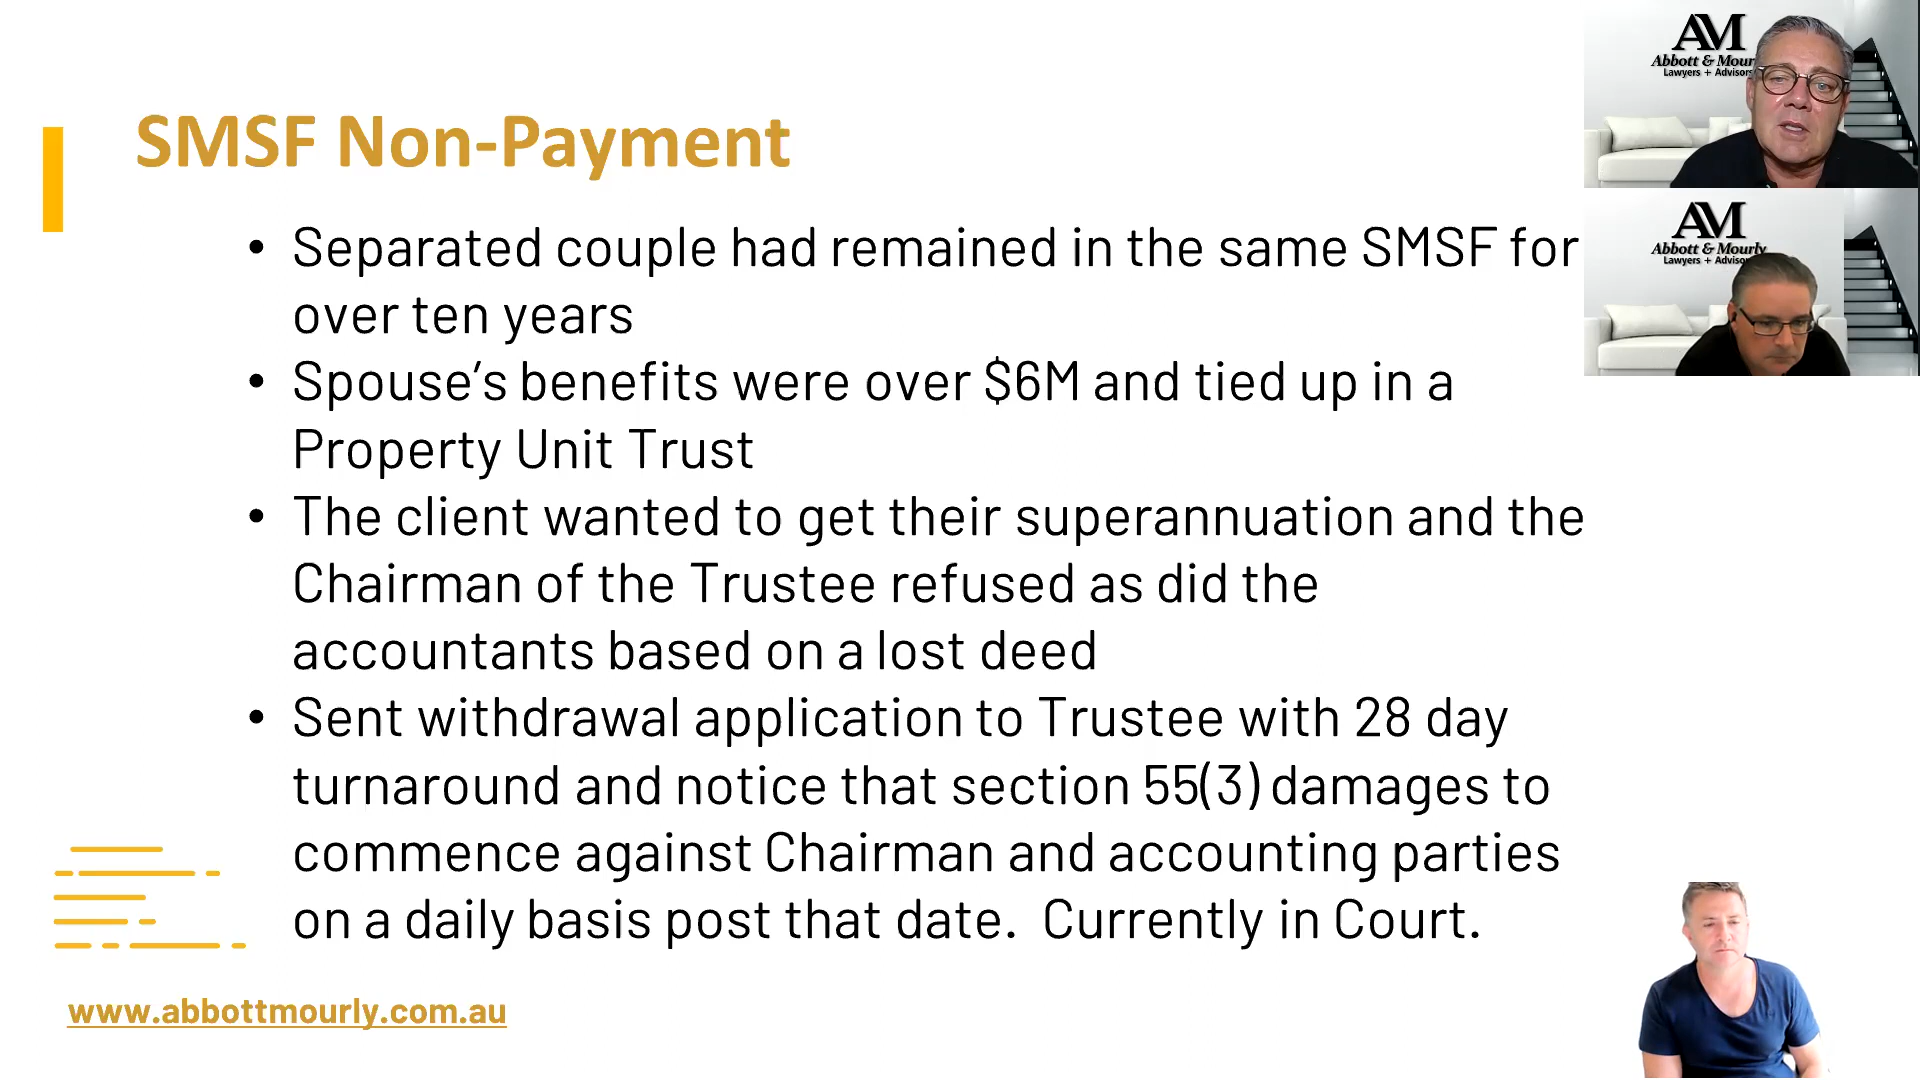 SMSF Non-Payment
• Separated couple had remained in the same SMSF for
over ten years
• Spouse’s benefits were over $6M and tied up in a
Property Unit Trust
• The client wanted to get their superannuation and the
Chairman of the Trustee refused as did the
accountants based on a lost deed
• Sent withdrawal application to Trustee with 28 day
turnaround and notice that section 55(3) damages to
commence against Chairman and accounting parties
on a daily basis post that date.  Currently in Court.
www.abbottmourly.com.au
AM
Abbott & Mour
Lawyers + Advisors
AM
Abbott & Mourly
Lawyers + Adviso